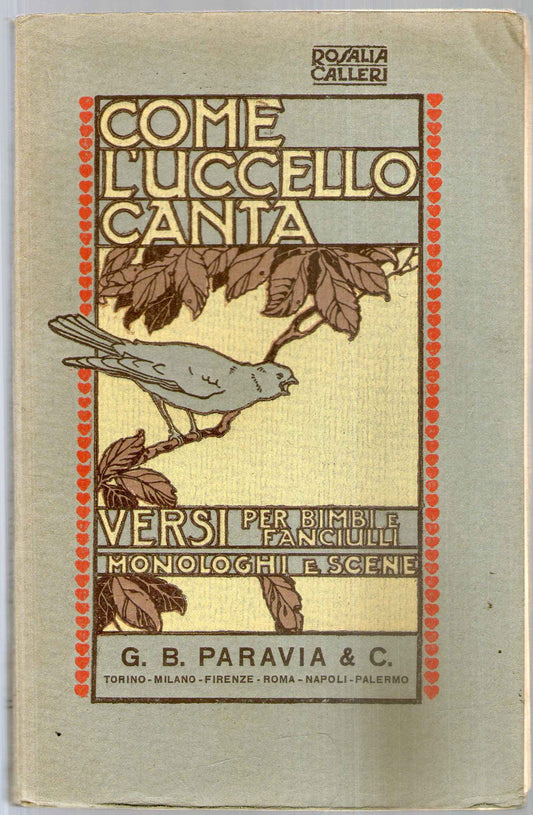 ROSALIA
CALLERI
COME
L'UCCELLO
CANTA
VERSI PER BIMBI E
FANCIULLI
MONOLOGHI E SCENE
G. B. PARAVIA & C.
TORINO - MILANO - FIRENZE - ROMA - NAPOLI - PALERMO